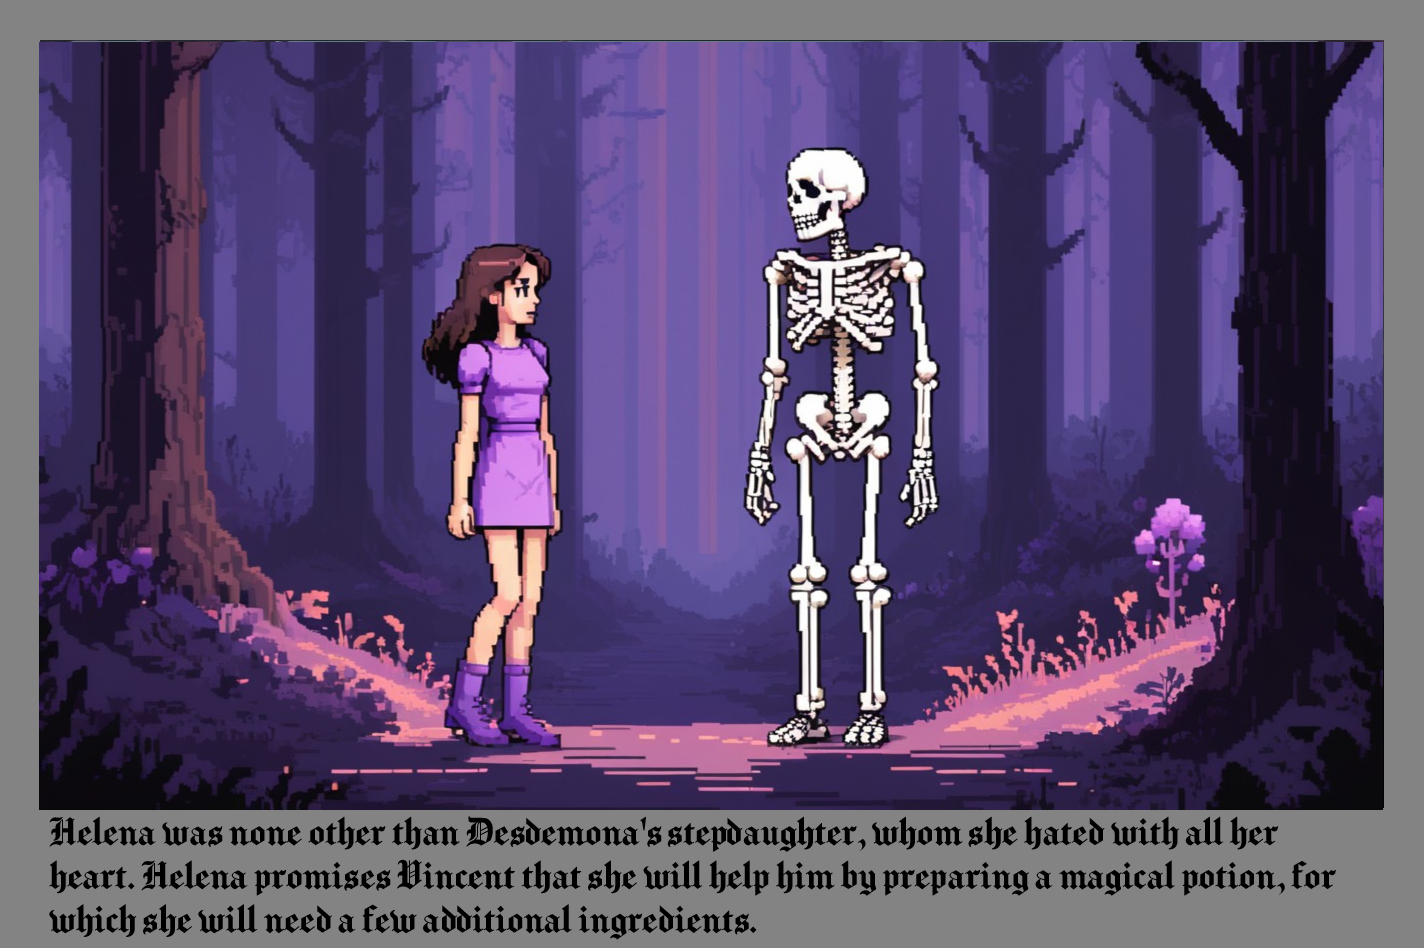 Helena was none other than Desdemona's stepdaughter, whom she hated with all her
heart. Helena promises Vincent that she will help him by preparing a magical potion, for
which she will need a few additional ingredients.